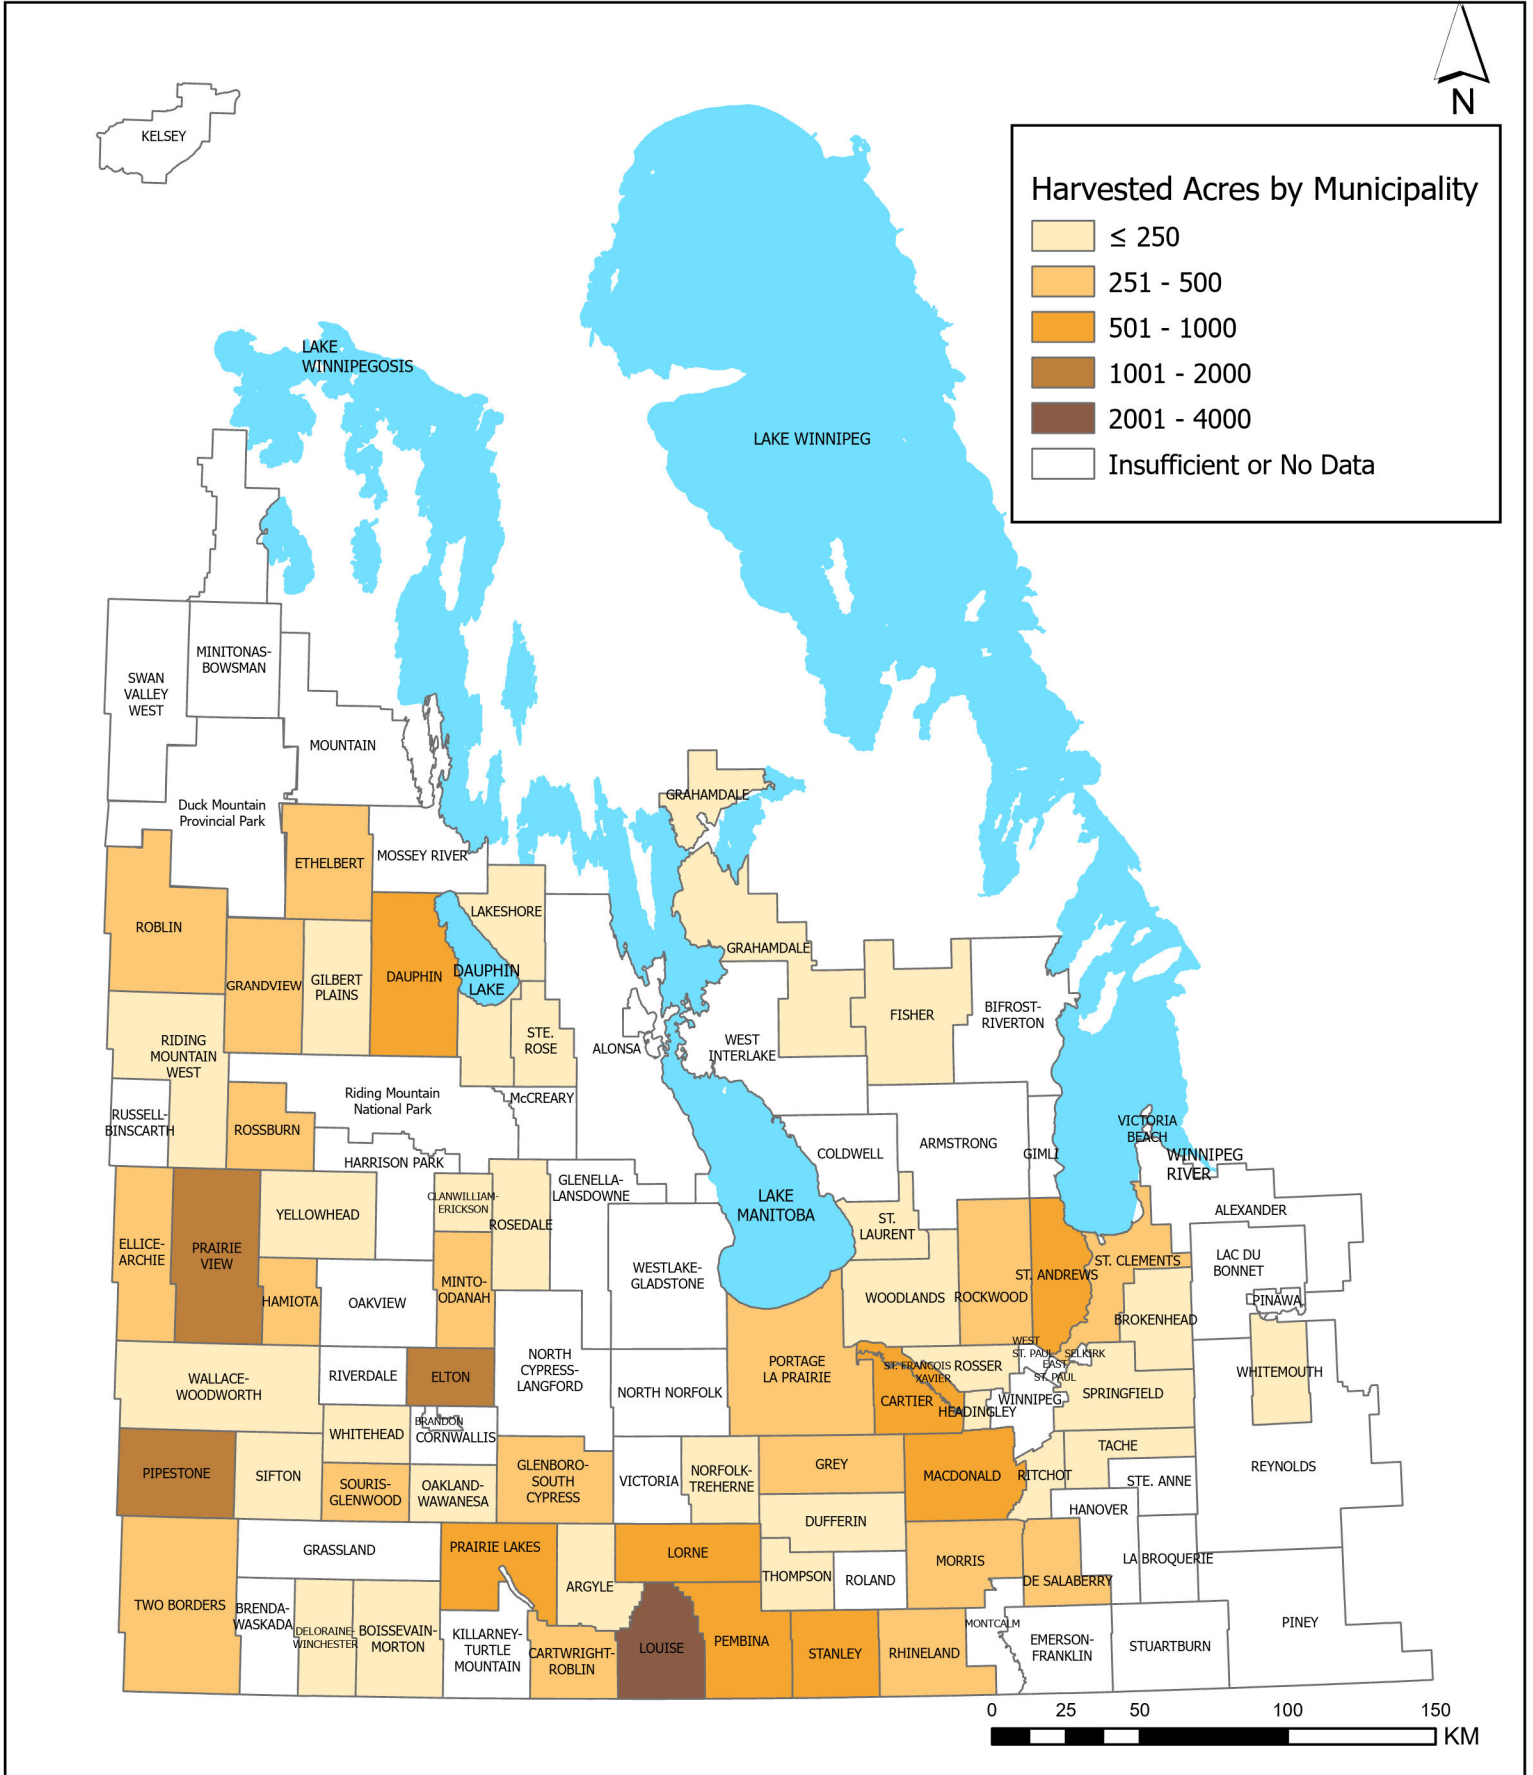 N
KELSEY
Harvested Acres by Municipality
≤ 250
251 - 500
501 - 1000
1001 - 2000
2001 - 4000
Insufficient or No Data
LAKE
WINNIPEGOSIS
LAKE WINNIPEG
MINITONAS-
BOWSMAN
SWAN
VALLEY
WEST
MOUNTAIN
Duck Mountain
Provincial Park
GRAHAMDALE
ETHELBERT
MOSSEY RIVER
ROBLIN
LAKESHORE
GRAHAMDALE
GRANDVIEW
GILBERT
PLAINS
DAUPHIN
DAUPHIN
LAKE
FISHER
BIFROST-
RIVERTON
RIDING
MOUNTAIN
WEST
STE.
ROSE
ALONSA
WEST
INTERLAKE
Riding Mountain
National Park
McCREARY
RUSSELL-
BINSCARTH
ROSSBURN
VICTORIA
BEACH
ARMSTRONG
COLDWELL
GIMLI
WINNIPEG
RIVER
HARRISON PARK
GLENELLA-
LANSDOWNE
CLANWILLIAM-
ERICKSON
LAKE
MANITOBA
ALEXANDER
YELLOWHEAD
ROSEDALE
ST.
LAURENT
ELLICE-
ARCHIE
PRAIRIE
VIEW
LAC DU
BONNET
ST. CLEMENTS
WESTLAKE-
GLADSTONE
ST. ANDREWS
MINTO-
ODANAH
HAMIOTA
OAKVIEW
WOODLANDS
ROCKWOOD
PINAWA
BROKENHEAD
NORTH
CYPRESS-
LANGFORD
WEST
ST. PAUL
SELKIRK
EAST
ST. PAUL
PORTAGE
LA PRAIRIE
ST. FRANCOIS
XAVIER
ROSSER
WALLACE-
WOODWORTH
RIVERDALE
ELTON
WHITEMOUTH
NORTH NORFOLK
CARTIER
HEADINGLEY
WINNIPEG
SPRINGFIELD
BRANDON
CORNWALLIS
WHITEHEAD
TACHE
PIPESTONE
SIFTON
SOURIS-
GLENWOOD
OAKLAND-
WAWANESA
GLENBORO-
SOUTH
CYPRESS
VICTORIA
NORFOLK-
TREHERNE
GREY
MACDONALD
RITCHOT
STE. ANNE
REYNOLDS
HANOVER
DUFFERIN
GRASSLAND
PRAIRIE LAKES
LORNE
MORRIS
LA BROQUERIE
ARGYLE
THOMPSON
ROLAND
DE SALABERRY
TWO BORDERS
BRENDA-
WASKADA
DELORAINE-
WINCHESTER
BOISSEVAIN-
MORTON
KILLARNEY-
TURTLE
MOUNTAIN
CARTWRIGHT-
ROBLIN
LOUISE
PEMBINA
STANLEY
RHINELAND
MONTCALM
EMERSON-
FRANKLIN
STUARTBURN
PINEY
0 25 50 100 150
KM